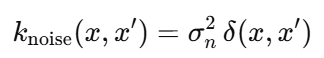 k_noise(x, x′) = σ_n^2 δ(x, x′)